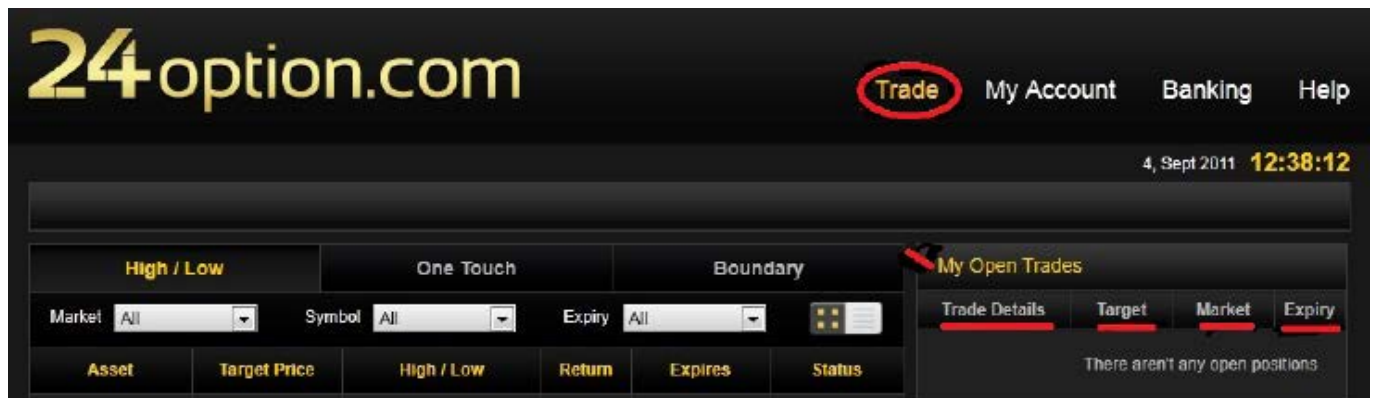 24option.com
Trade My Account Banking Help
4, Sept 2011 12:38:12
High / Low One Touch Boundary
My Open Trades
Market All Symbol All Expiry All
Trade Details Target Market Expiry
Asset Target Price High / Low Return Expires Status
There aren't any open positions